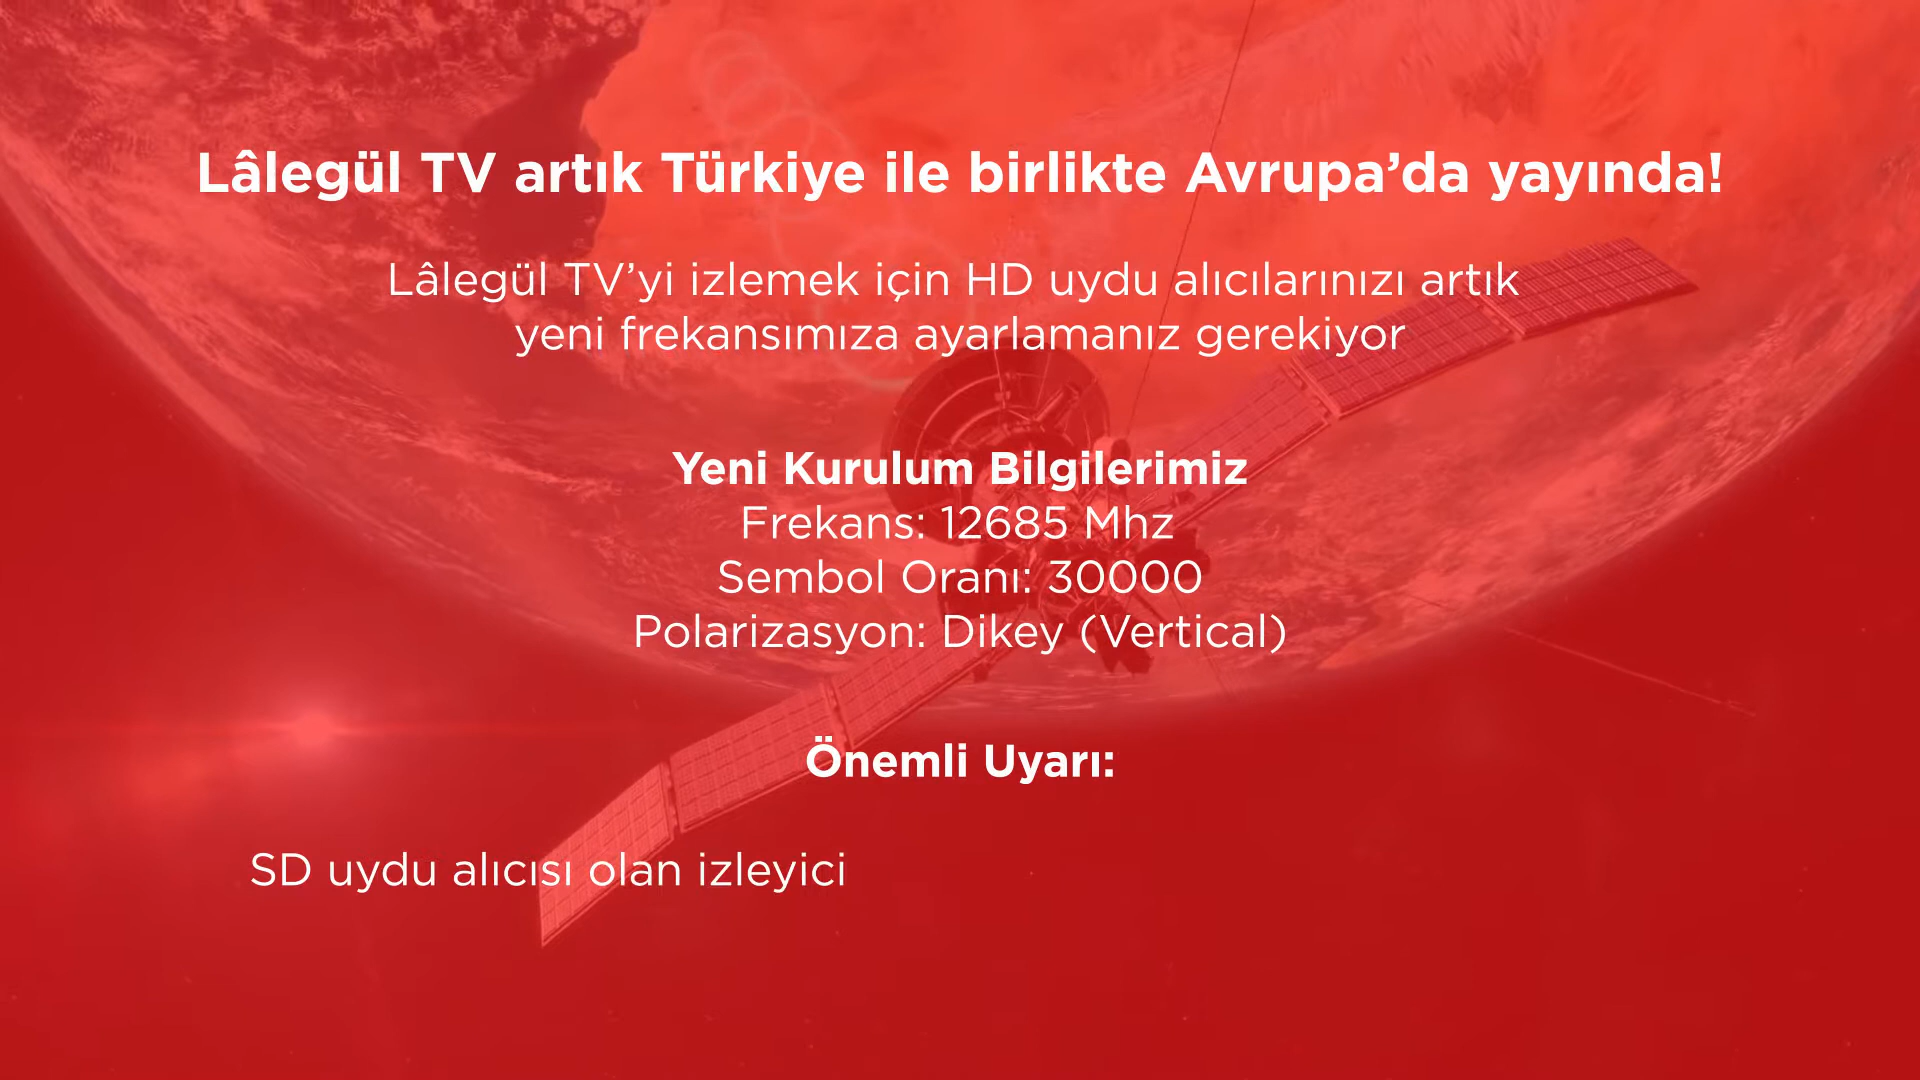 Lâlegül TV artık Türkiye ile birlikte Avrupa’da yayında!
Lâlegül TV’yi izlemek için HD uydu alıcılarınızı artık
yeni frekansımıza ayarlamanız gerekiyor
Yeni Kurulum Bilgilerimiz
Frekans: 12685 Mhz
Sembol Oranı: 30000
Polarizasyon: Dikey (Vertical)
Önemli Uyarı:
SD uydu alıcısı olan izleyici